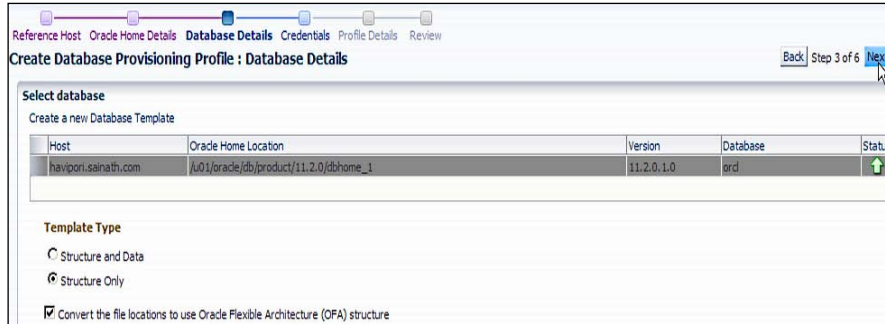 Reference Host Oracle Home Details Database Details Credentials Profile Details Review
Create Database Provisioning Profile : Database Details
Back Step 3 of 6 Nex
Select database
Create a new Database Template
Host Oracle Home Location Version Database Statu
havipori.sainath.com /u01/oracle/db/product/11.2.0/dbhome_1 11.2.0.1.0 orcl
Template Type
Structure and Data
Structure Only
Convert the file locations to use Oracle Flexible Architecture (OFA) structure